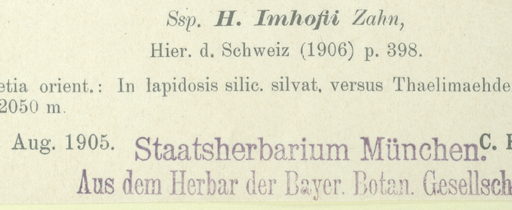 Ssp. H. Imhofii Zahn,
Hier. d. Schweiz (1906) p. 398.
etia orient.: In lapidosis silic. silvat. versus Thaelimaehde
2050 m.
Aug. 1905. Staatsherbarium München. C.
Aus dem Herbar der Bayer. Botan. Gesellsch